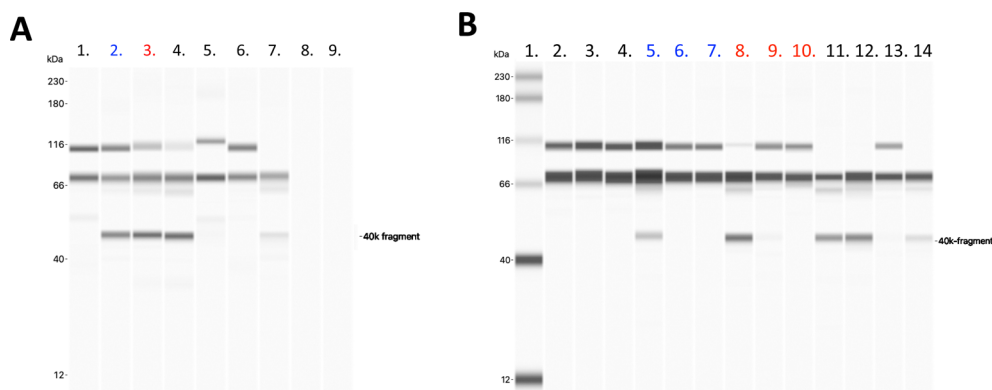 A
kDa
1. 2. 3. 4. 5. 6. 7. 8. 9.
230-
180-
116-
66-
-40k fragment
40-
12-
B
kDa
1. 2. 3. 4. 5. 6. 7. 8. 9. 10. 11. 12. 13. 14
230-
180-
116-
66-
-40k-fragment
40-
12-